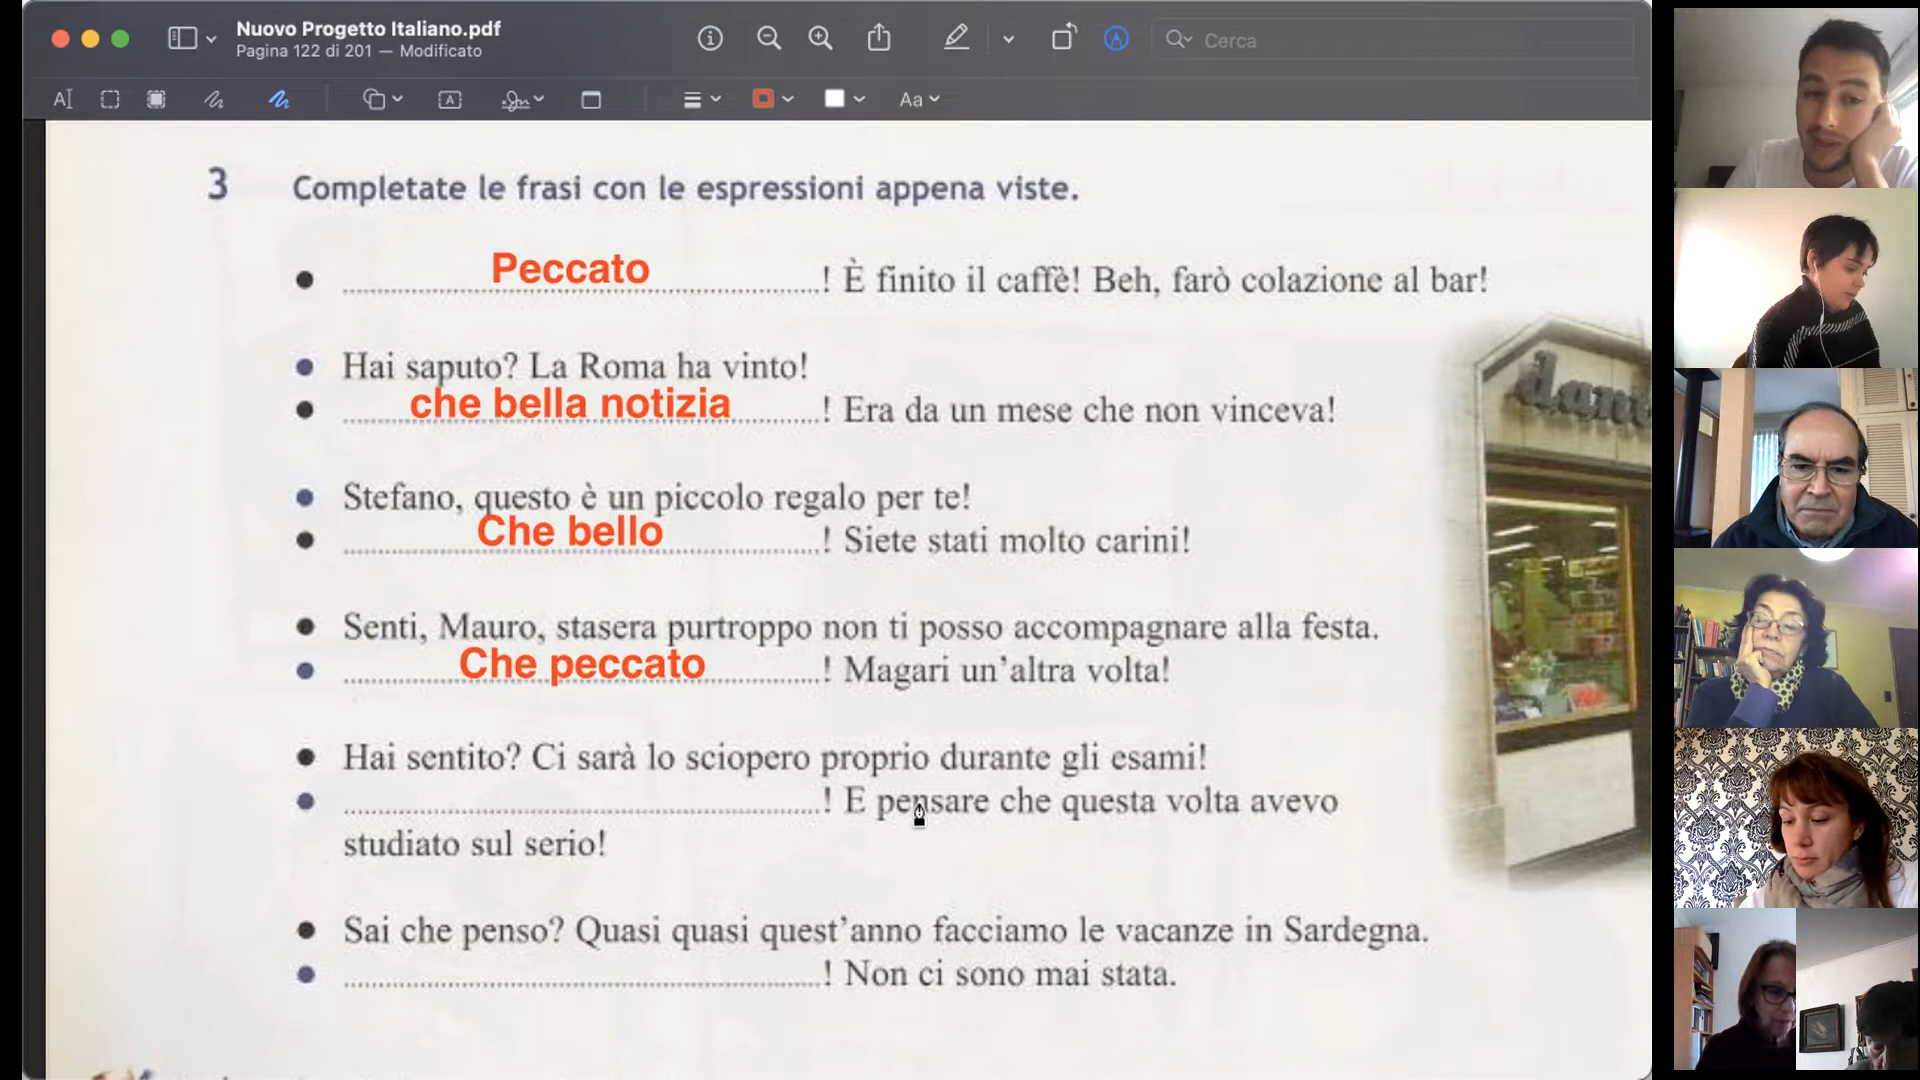 Nuovo Progetto Italiano.pdf
Pagina 122 di 201 — Modificato
Cerca
Aa
3 Completate le frasi con le espressioni appena viste.
Peccato
! È finito il caffè! Beh, farò colazione al bar!
Hai saputo? La Roma ha vinto!
che bella notizia
! Era da un mese che non vinceva!
Stefano, questo è un piccolo regalo per te!
Che bello
! Siete stati molto carini!
Senti, Mauro, stasera purtroppo non ti posso accompagnare alla festa.
Che peccato
! Magari un'altra volta!
Hai sentito? Ci sarà lo sciopero proprio durante gli esami!
! E pensare che questa volta avevo
studiato sul serio!
Sai che penso? Quasi quasi quest'anno facciamo le vacanze in Sardegna.
! Non ci sono mai stata.